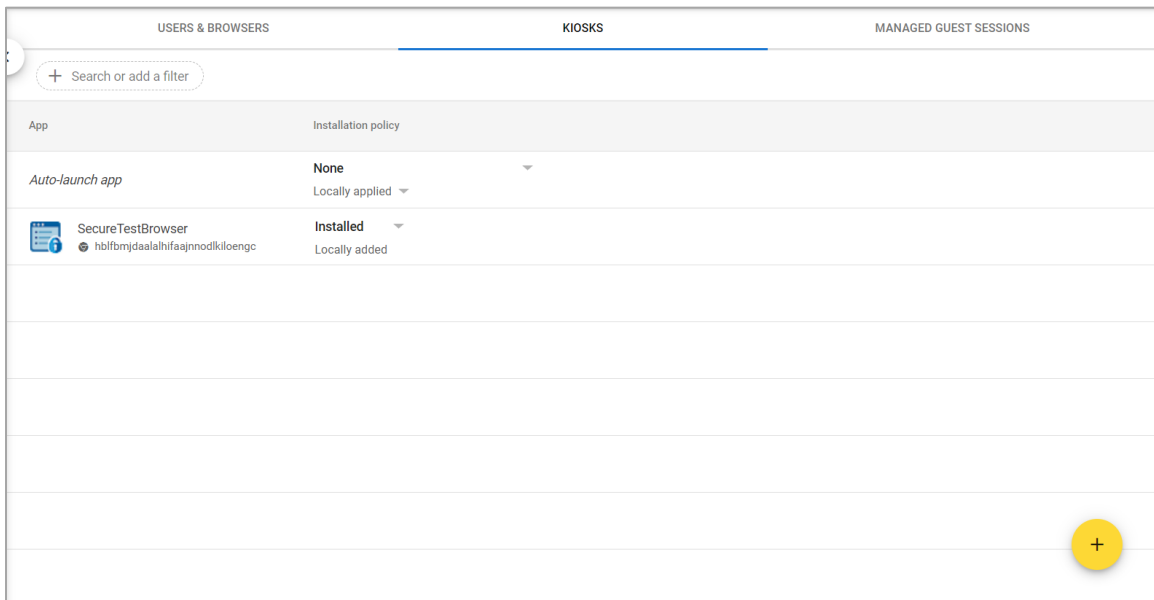 USERS & BROWSERS KIOSKS MANAGED GUEST SESSIONS
+ Search or add a filter
App Installation policy
Auto-launch app None
Locally applied
SecureTestBrowser Installed
hblfbmjdaalalhifaajnnodlkiloengc Locally added
+